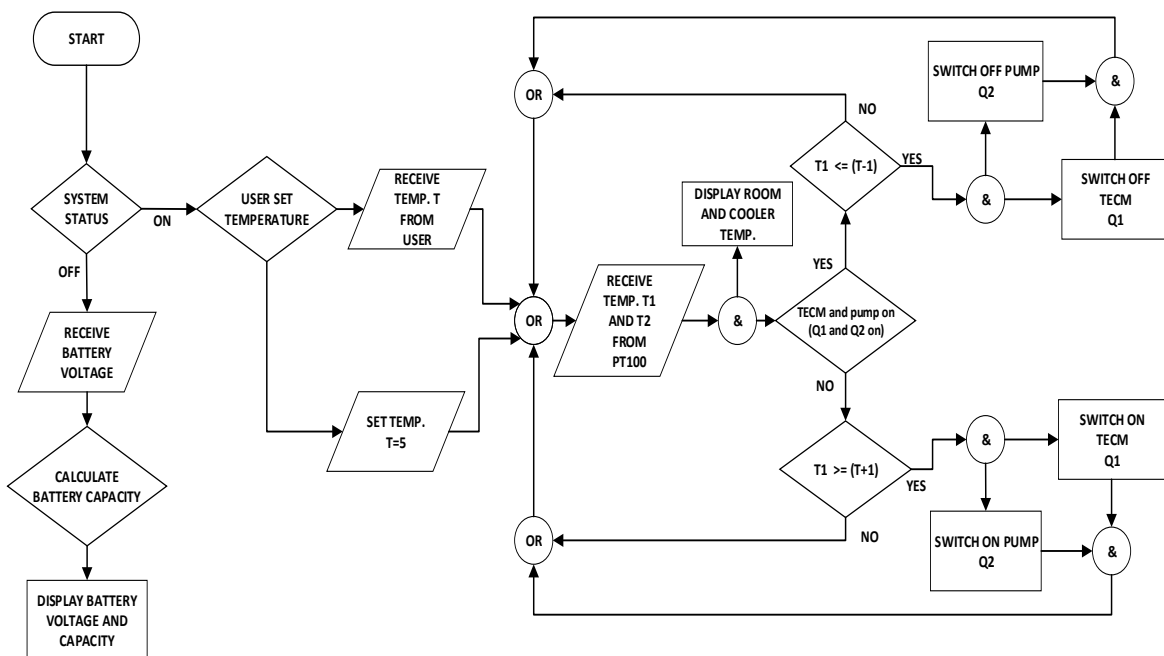 START
SYSTEM
STATUS
ON
OFF
RECEIVE
BATTERY
VOLTAGE
CALCULATE
BATTERY CAPACITY
DISPLAY BATTERY
VOLTAGE AND
CAPACITY
USER SET
TEMPERATURE
RECEIVE
TEMP. T
FROM
USER
SET TEMP.
T=5
OR
OR
OR
RECEIVE
TEMP. T1
AND T2
FROM
PT100
&
DISPLAY ROOM
AND COOLER
TEMP.
TECM and pump on
(Q1 and Q2 on)
YES
NO
T1 <= (T-1)
NO
YES
&
SWITCH OFF PUMP
Q2
SWITCH OFF
TECM
Q1
&
T1 >= (T+1)
YES
NO
&
SWITCH ON
TECM
Q1
SWITCH ON PUMP
Q2
&